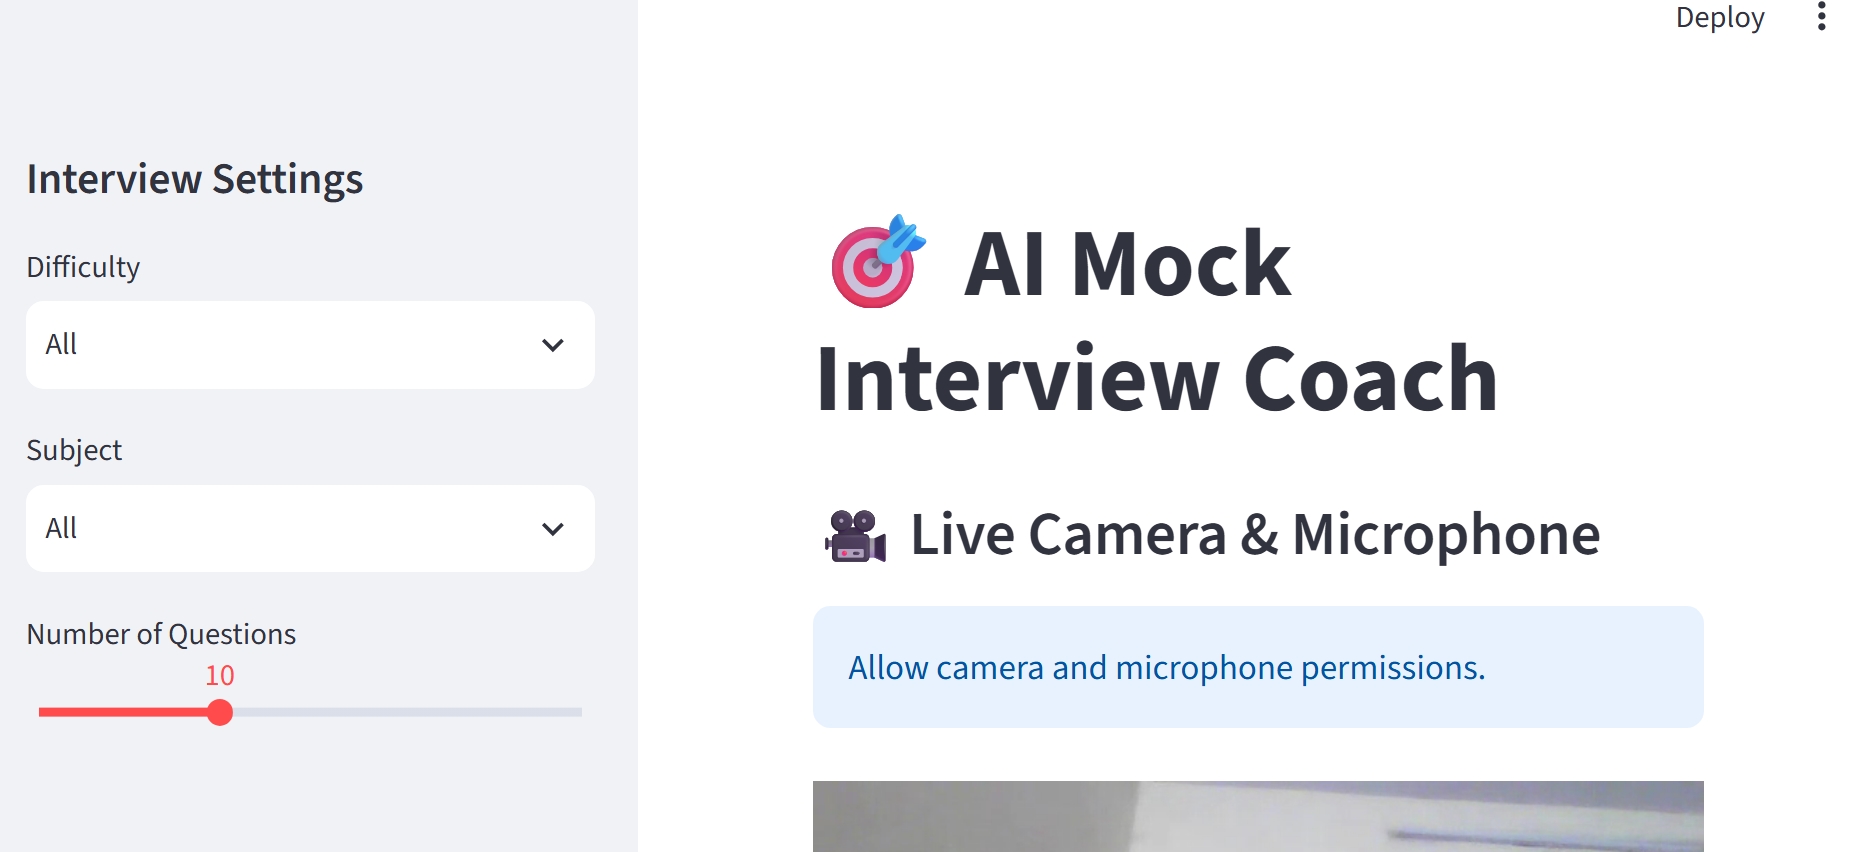 Deploy
Interview Settings
Difficulty
All
Subject
All
Number of Questions
10
AI Mock
Interview Coach
Live Camera & Microphone
Allow camera and microphone permissions.